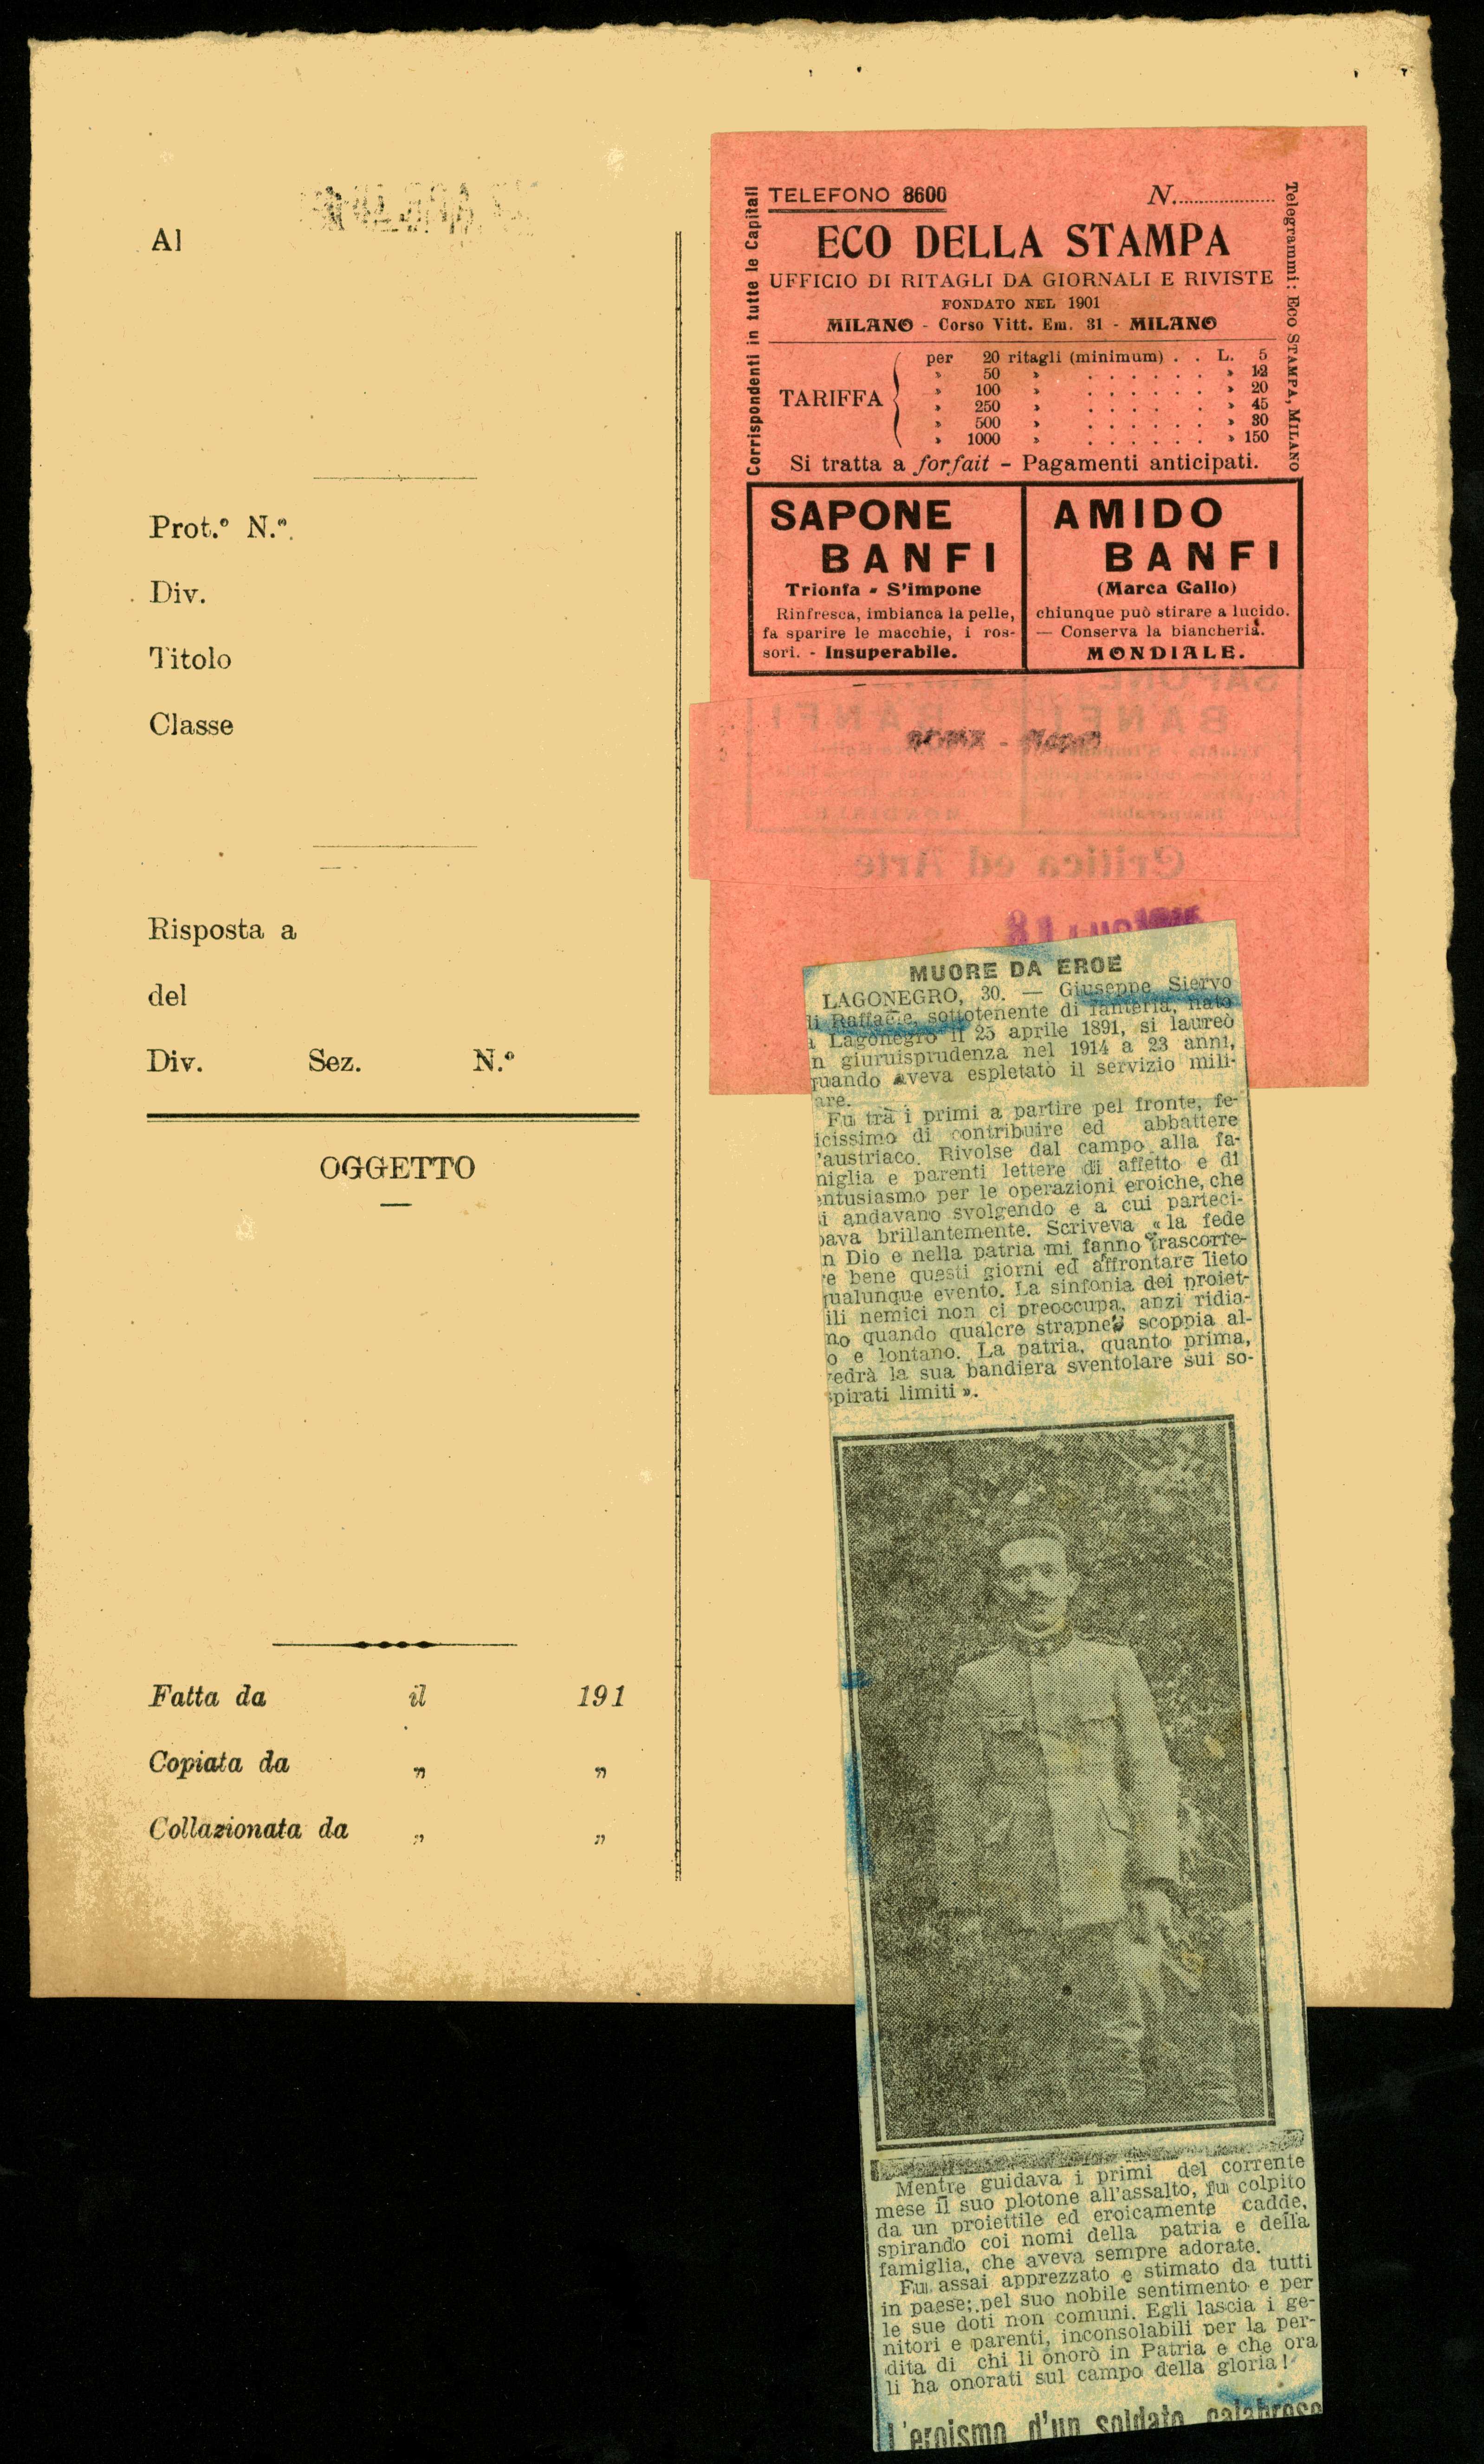 Al
Prot.º N.º
Div.
Titolo
Classe
Risposta a
del
Div. Sez. N.º
OGGETTO
Fatta da il 191
Copiata da „ „
Collazionata da „ „
TELEFONO 8600 N.
ECO DELLA STAMPA
UFFICIO DI RITAGLI DA GIORNALI E RIVISTE
FONDATO NEL 1901
MILANO - Corso Vitt. Em. 31 - MILANO
Corrispondenti in tutte le Capitali
Telegrammi: ECO STAMPA, MILANO
TARIFFA
per 20 ritagli (minimum) . . L. 5
» 50 » . . . . . . » 12
» 100 » . . . . . . » 20
» 250 » . . . . . . » 45
» 500 » . . . . . . » 80
» 1000 » . . . . . . » 150
Si tratta a forfait - Pagamenti anticipati.
SAPONE
BANFI
Trionfa - S'impone
Rinfresca, imbianca la pelle,
fa sparire le macchie, i ros-
sori. - Insuperabile.
AMIDO
BANFI
(Marca Gallo)
chiunque può stirare a lucido.
— Conserva la biancheria.
MONDIALE.
Critica ed Arte
MUORE DA EROE
LAGONEGRO, 30. — Giuseppe Siervo
di Raffaele, sottotenente di fanteria, nato
a Lagonegro il 25 aprile 1891, si laureò
n giuruisprudenza nel 1914 a 23 anni,
quando aveva espletato il servizio mili-
are.
Fu tra i primi a partire pel fronte, fe-
icissimo di contribuire ed abbattere
'austriaco. Rivolse dal campo alla fa-
miglia e parenti lettere di affetto e di
entusiasmo per le operazioni eroiche, che
si andavano svolgendo e a cui parteci-
pava brillantemente. Scriveva « la fede
n Dio e nella patria mi fanno trascorre-
re bene questi giorni ed affrontare lieto
qualunque evento. La sinfonia dei proiet-
ili nemici non ci preoccupa, anzi ridia-
mo quando qualcre strapnel scoppia al-
o e lontano. La patria, quanto prima,
vedrà la sua bandiera sventolare sui so-
spirati limiti ».
Mentre guidava i primi del corrente
mese il suo plotone all'assalto, fu colpito
da un proiettile ed eroicamente cadde,
spirando coi nomi della patria e della
famiglia, che aveva sempre adorate.
Fu assai apprezzato e stimato da tutti
in paese; pel suo nobile sentimento e per
le sue doti non comuni. Egli lascia i ge-
nitori e parenti, inconsolabili per la per-
dita di chi li onorò in Patria e che ora
li ha onorati sul campo della gloria!
L'eroismo d'un soldato calabrese